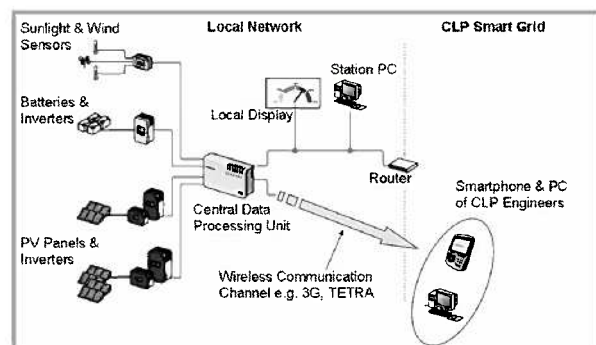 Local Network
CLP Smart Grid
Sunlight & Wind
Sensors
Station PC
Batteries &
Inverters
Local Display
Router
Central Data
Processing Unit
Smartphone & PC
of CLP Engineers
PV Panels &
Inverters
Wireless Communication
Channel e.g. 3G, TETRA